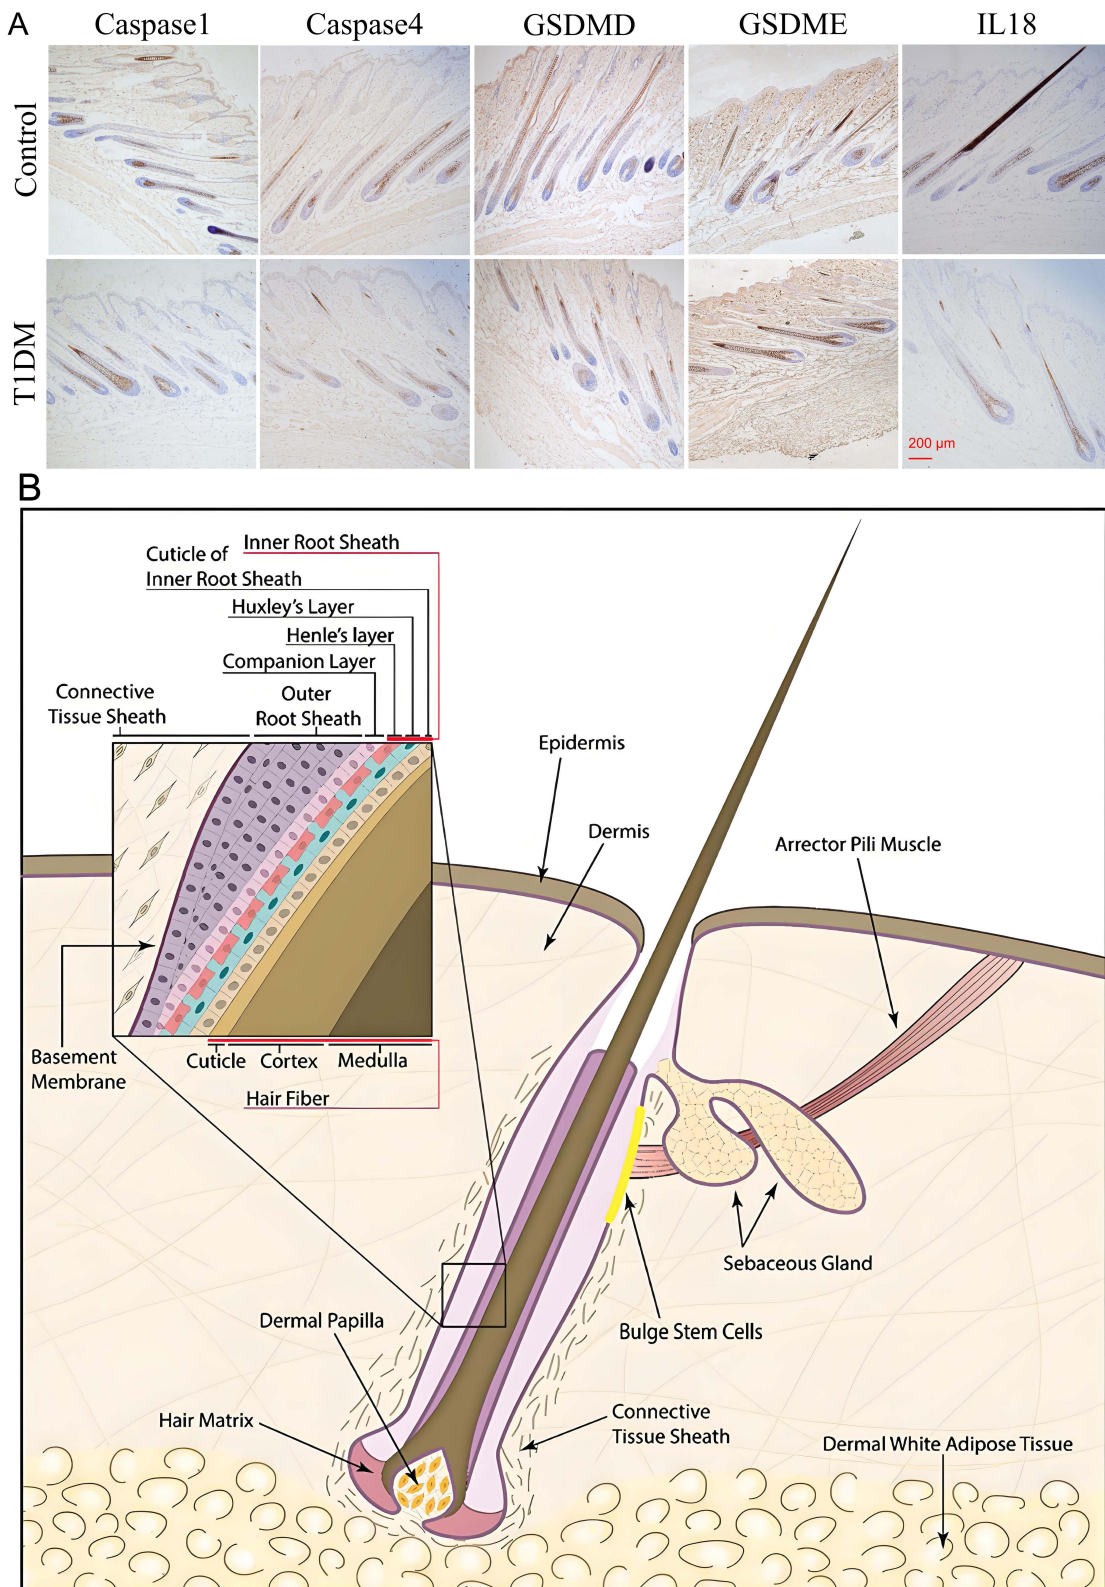 A
Caspase1
Caspase4
GSDMD
GSDME
IL18
Control
T1DM
200 µm
B
Inner Root Sheath
Cuticle of
Inner Root Sheath
Huxley's Layer
Henle's layer
Companion Layer
Connective
Tissue Sheath
Outer
Root Sheath
Epidermis
Dermis
Arrector Pili Muscle
Basement
Membrane
Cuticle
Cortex
Medulla
Hair Fiber
Sebaceous Gland
Dermal Papilla
Bulge Stem Cells
Hair Matrix
Connective
Tissue Sheath
Dermal White Adipose Tissue